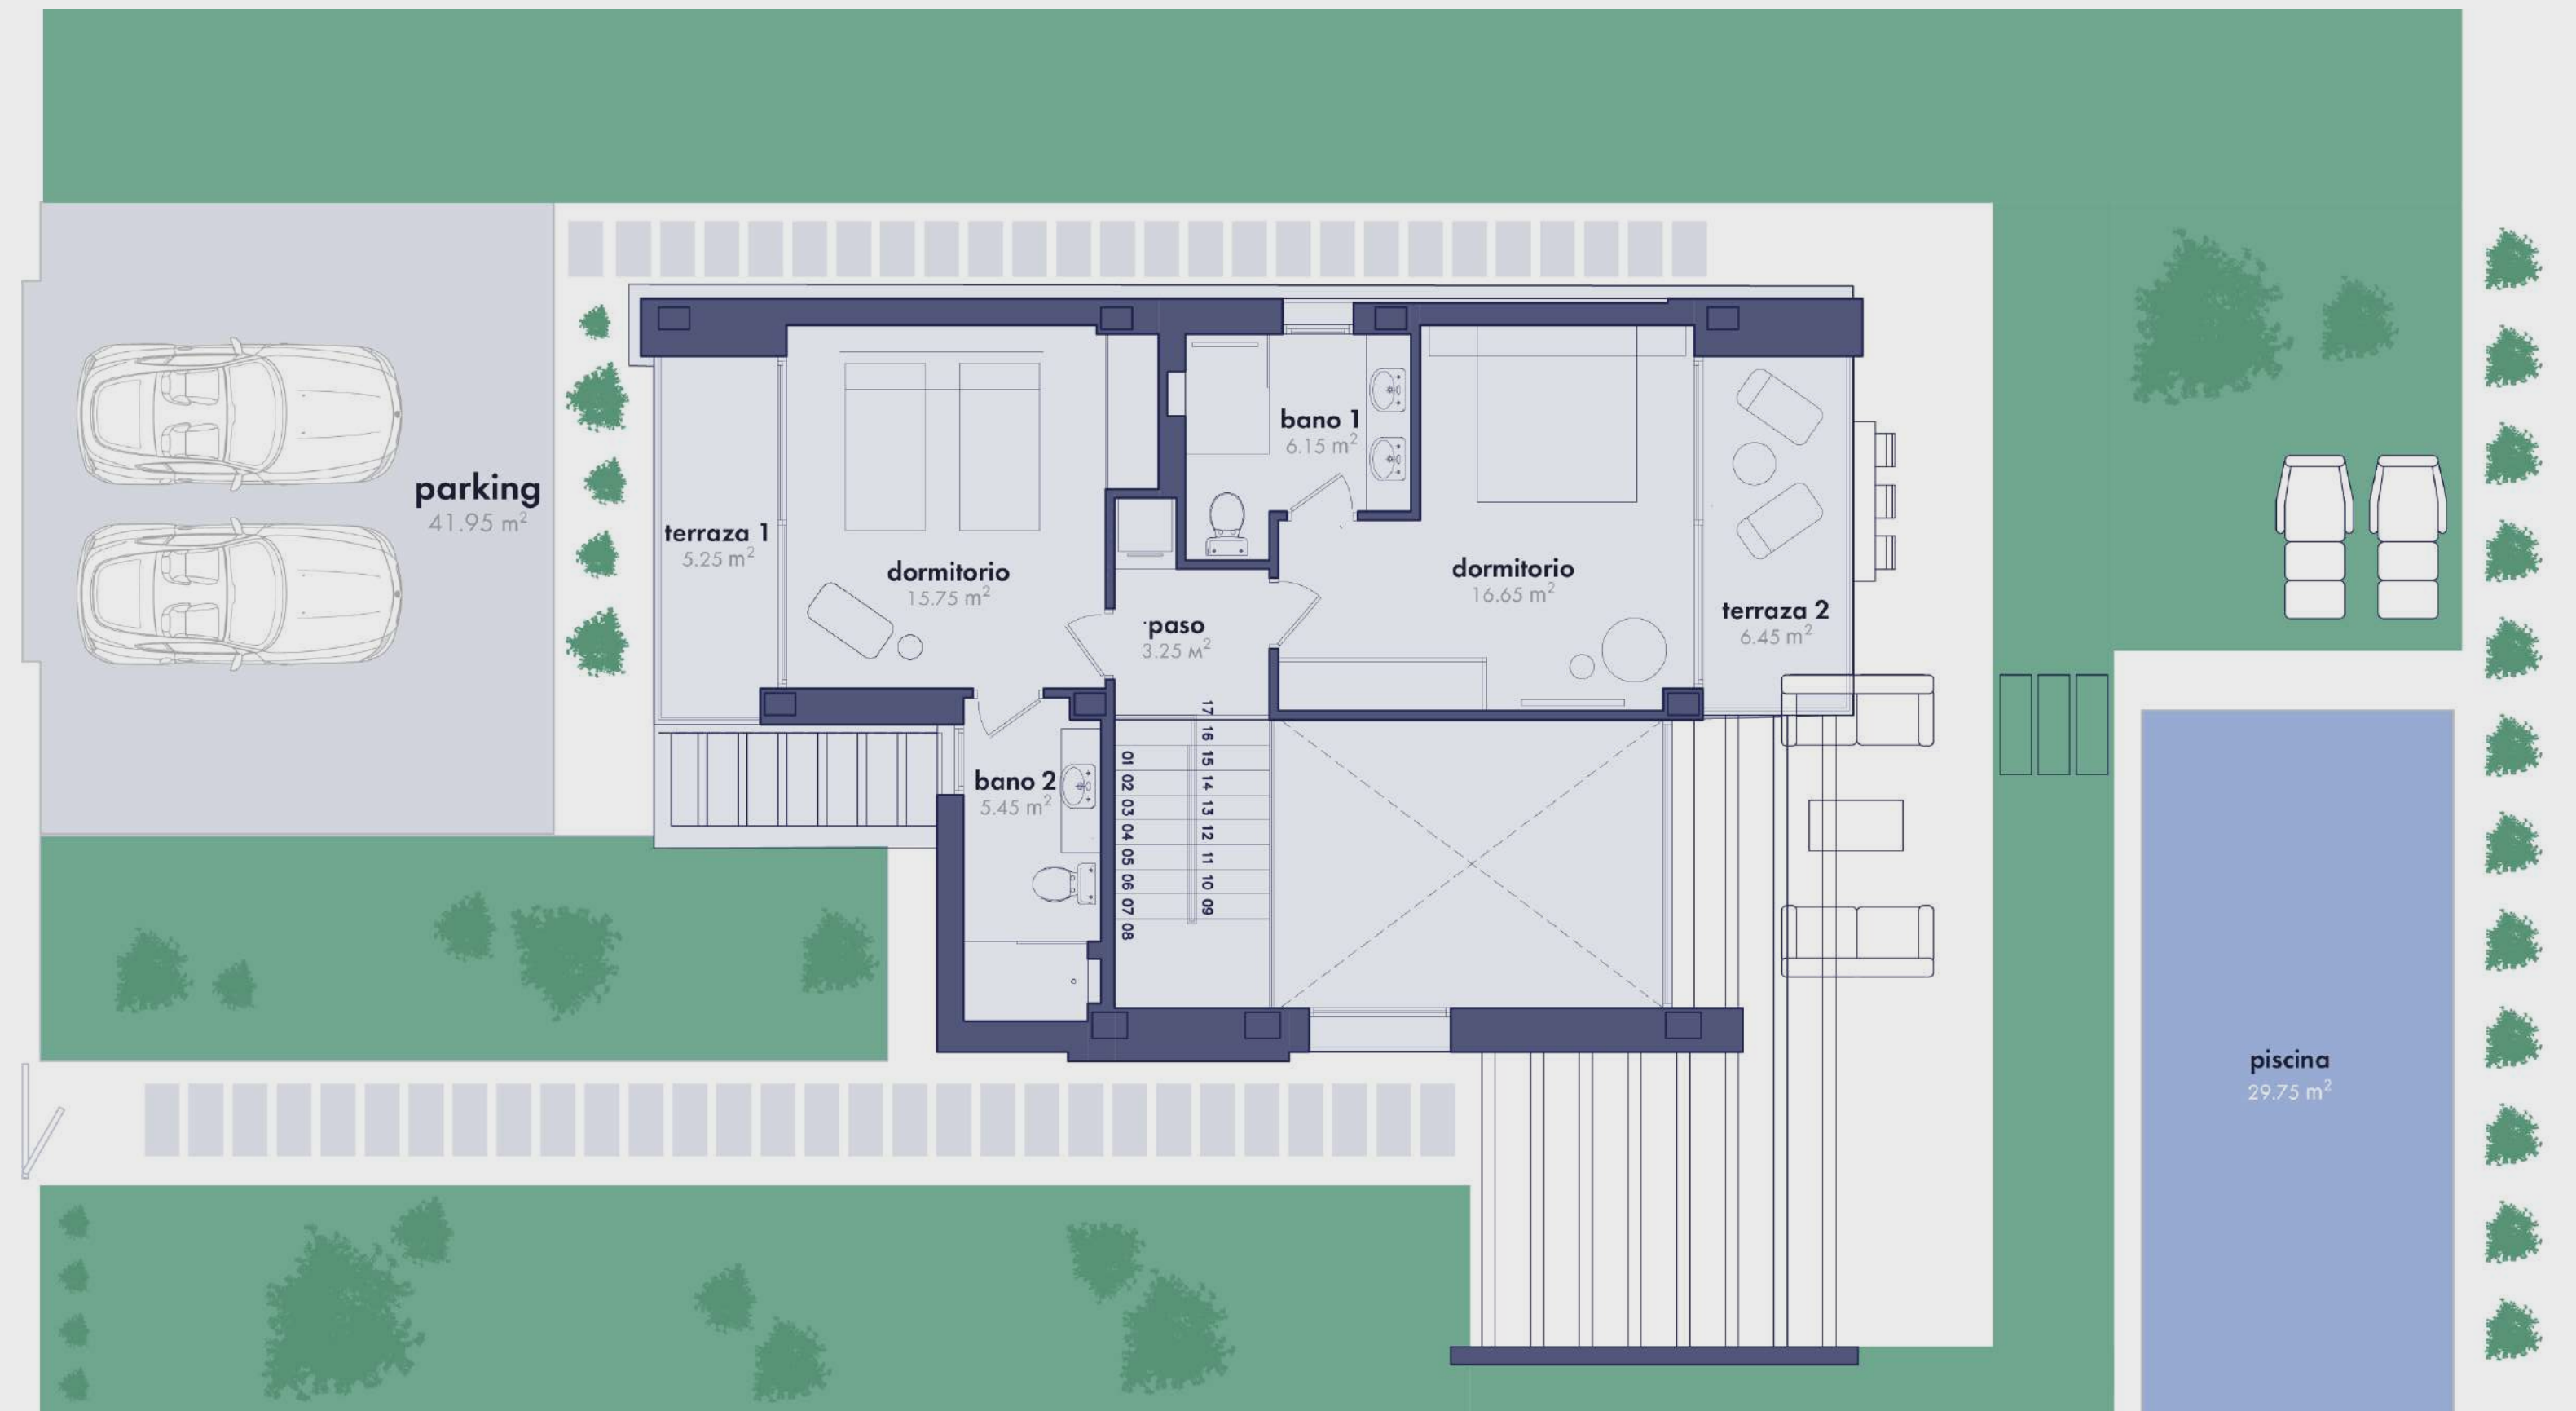 parking
41.95 m²
terraza 1
5.25 m²
dormitorio
15.75 m²
bano 1
6.15 m²
dormitorio
16.65 m²
terraza 2
6.45 m²
paso
3.25 м²
bano 2
5.45 m²
01
02
03
04
05
06
07
08
17
16
15
14
13
12
11
10
09
piscina
29.75 m²